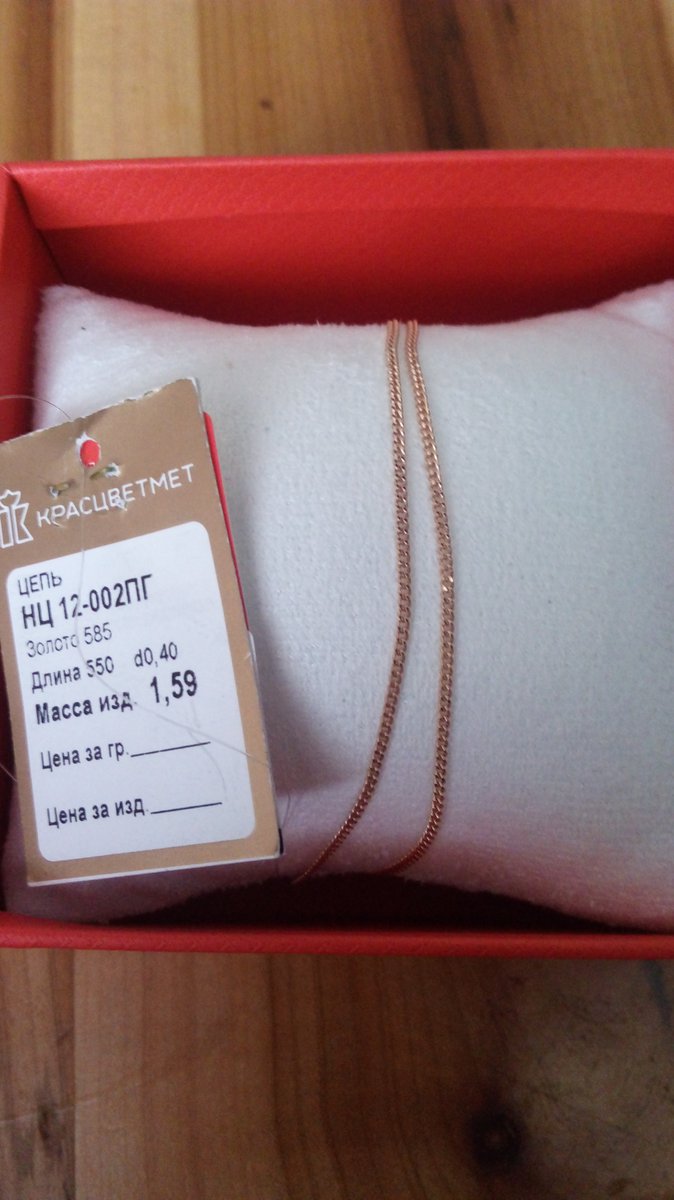 КРАСЦВЕТМЕТ
ЦЕПЬ
НЦ 12-002ПГ
Золото 585
Длина 550 d0,40
Масса изд. 1,59
Цена за гр.
Цена за изд.